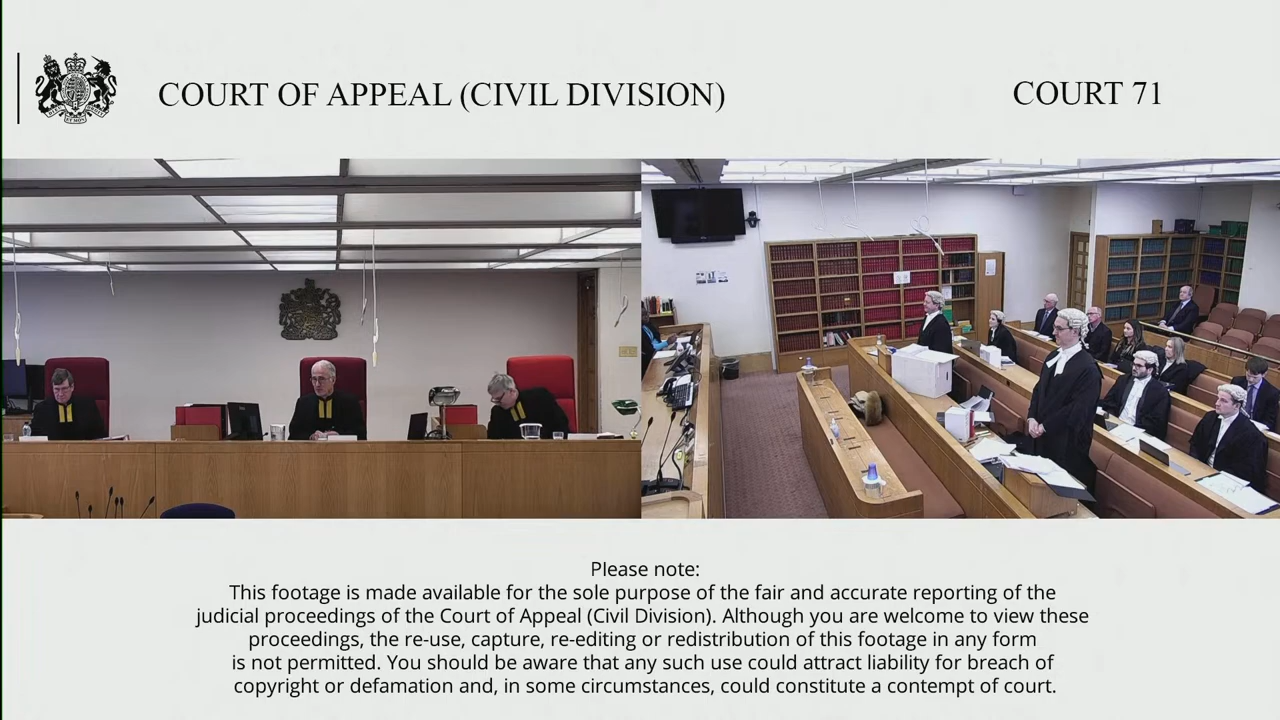 COURT OF APPEAL (CIVIL DIVISION)
COURT 71
Please note:
This footage is made available for the sole purpose of the fair and accurate reporting of the
judicial proceedings of the Court of Appeal (Civil Division). Although you are welcome to view these
proceedings, the re-use, capture, re-editing or redistribution of this footage in any form
is not permitted. You should be aware that any such use could attract liability for breach of
copyright or defamation and, in some circumstances, could constitute a contempt of court.